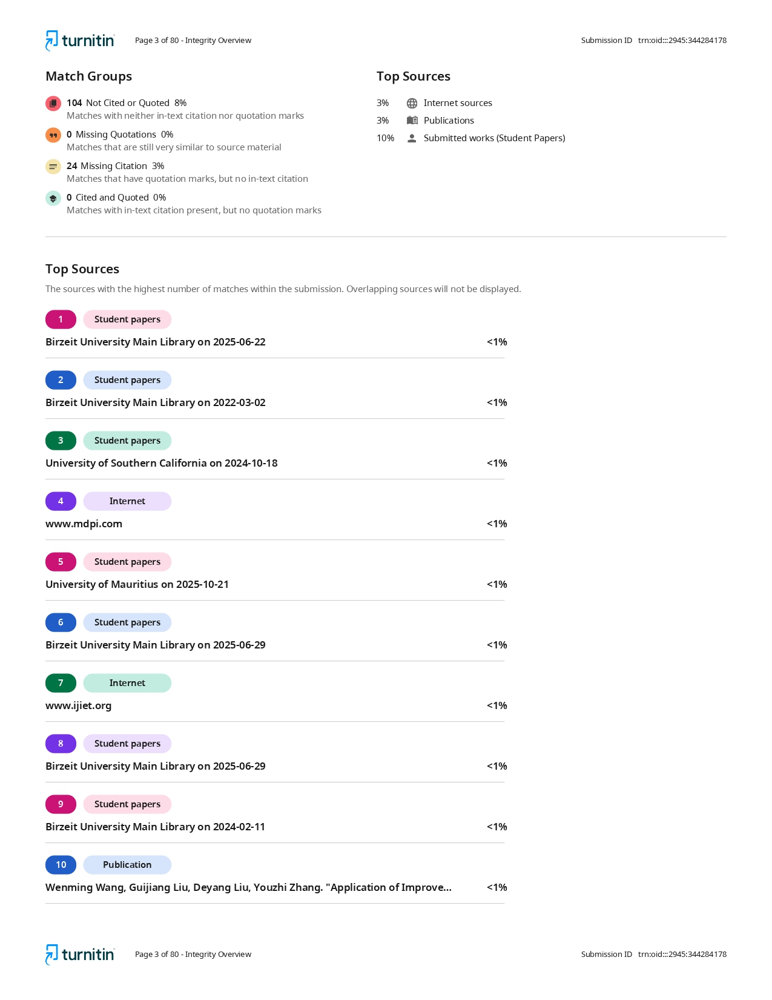 turnitin Page 3 of 80 - Integrity Overview Submission ID trn:oid:::2945:344284178
Match Groups
104 Not Cited or Quoted 8%
Matches with neither in-text citation nor quotation marks
0 Missing Quotations 0%
Matches that are still very similar to source material
24 Missing Citation 3%
Matches that have quotation marks, but no in-text citation
0 Cited and Quoted 0%
Matches with in-text citation present, but no quotation marks
Top Sources
3% Internet sources
3% Publications
10% Submitted works (Student Papers)
Top Sources
The sources with the highest number of matches within the submission. Overlapping sources will not be displayed.
1 Student papers
Birzeit University Main Library on 2025-06-22 <1%
2 Student papers
Birzeit University Main Library on 2022-03-02 <1%
3 Student papers
University of Southern California on 2024-10-18 <1%
4 Internet
www.mdpi.com <1%
5 Student papers
University of Mauritius on 2025-10-21 <1%
6 Student papers
Birzeit University Main Library on 2025-06-29 <1%
7 Internet
www.ijiet.org <1%
8 Student papers
Birzeit University Main Library on 2025-06-29 <1%
9 Student papers
Birzeit University Main Library on 2024-02-11 <1%
10 Publication
Wenming Wang, Guijiang Liu, Deyang Liu, Youzhi Zhang. "Application of Improve... <1%
turnitin Page 3 of 80 - Integrity Overview Submission ID trn:oid:::2945:344284178